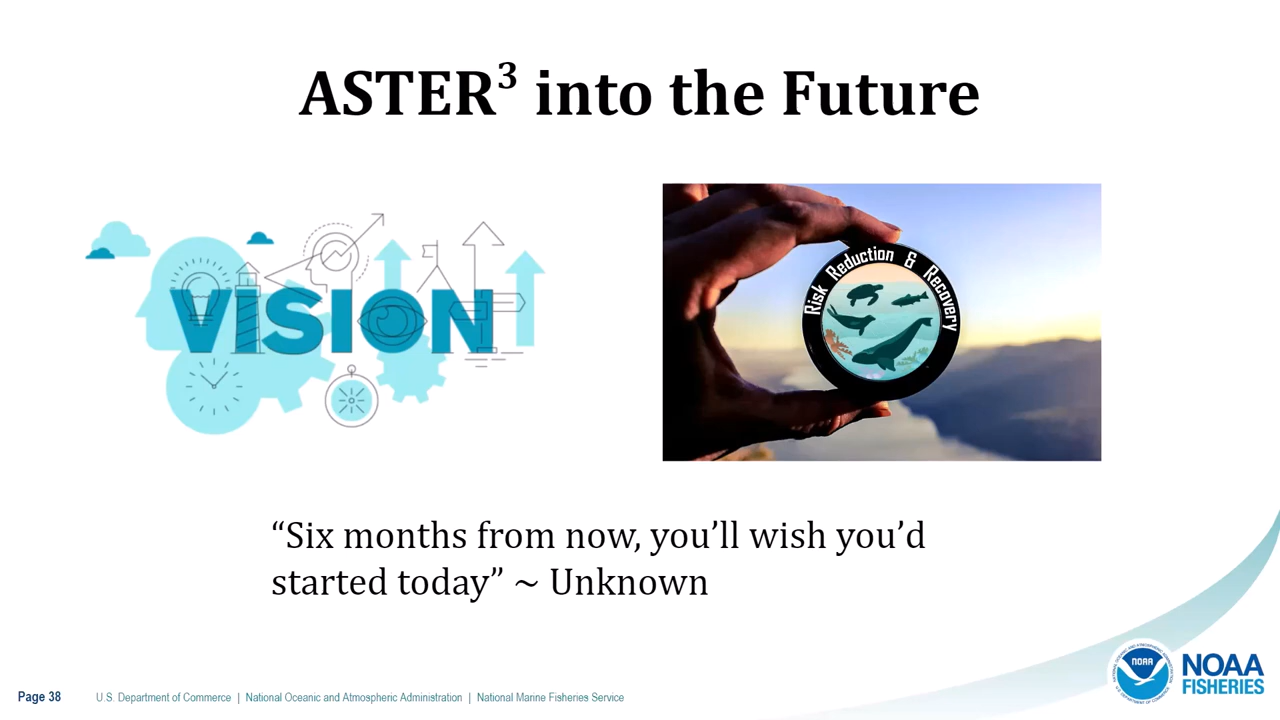 ASTER³ into the Future
VISION
Risk Reduction & Recovery
“Six months from now, you’ll wish you’d
started today” ~ Unknown
NOAA
NOAA
FISHERIES
Page 38 U.S. Department of Commerce | National Oceanic and Atmospheric Administration | National Marine Fisheries Service